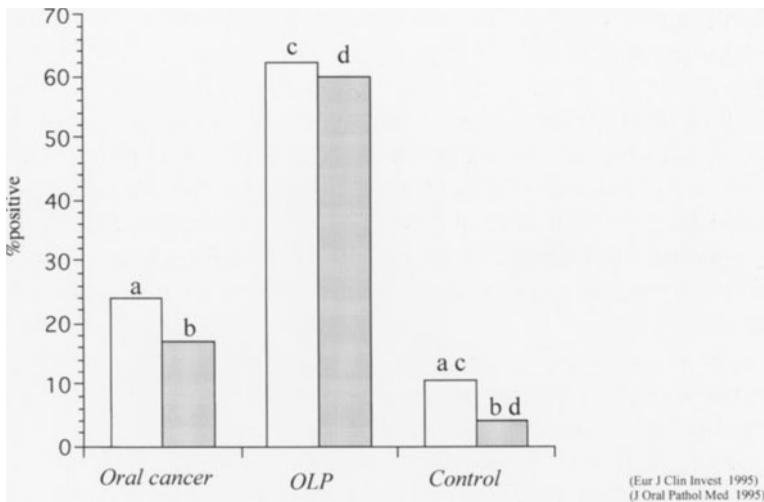 70
60
50
40
30
20
10
0
%positive
a
b
c
d
a c
b d
Oral cancer
OLP
Control
(Eur J Clin Invest 1995)
(J Oral Pathol Med 1995)